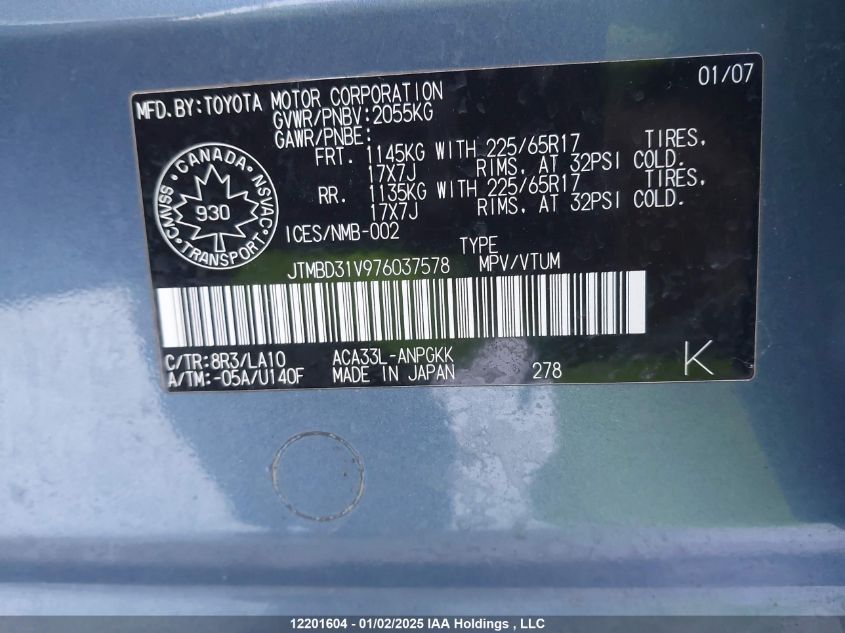 01/07
MFD.BY:TOYOTA MOTOR CORPORATION
GVWR/PNBV:2055KG
GAWR/PNBE:
FRT. 1145KG WITH 225/65R17 TIRES,
17X7J RIMS, AT 32PSI COLD.
RR. 1135KG WITH 225/65R17 TIRES,
17X7J RIMS, AT 32PSI COLD.
CANADA
CMVSS 930 NSVAC
TRANSPORT
ICES/NMB-002
TYPE
JTMBD31V976037578 MPV/VTUM
C/TR:8R3/LA10 ACA33L-ANPGKK
A/TM:-05A/U140F MADE IN JAPAN 278 K
12201604 - 01/02/2025 IAA Holdings , LLC